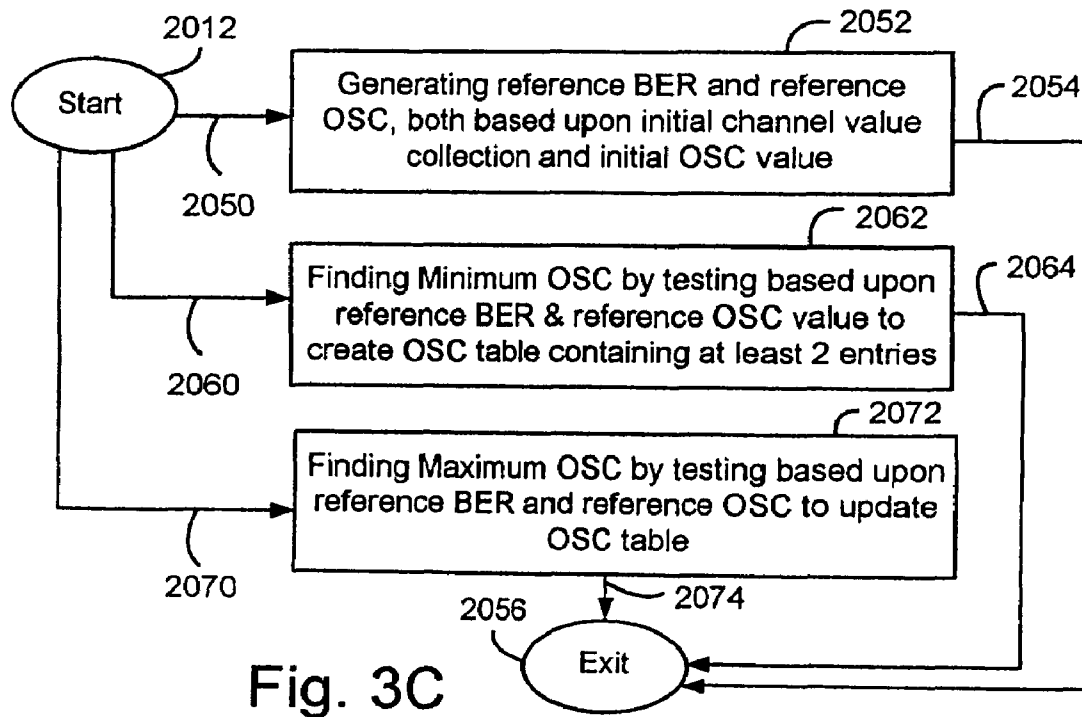 2012
Start
2050
2052
Generating reference BER and reference
OSC, both based upon initial channel value
collection and initial OSC value
2054
2060
2062
Finding Minimum OSC by testing based upon
reference BER & reference OSC value to
create OSC table containing at least 2 entries
2064
2070
2072
Finding Maximum OSC by testing based upon
reference BER and reference OSC to update
OSC table
2074
2056
Exit
Fig. 3C